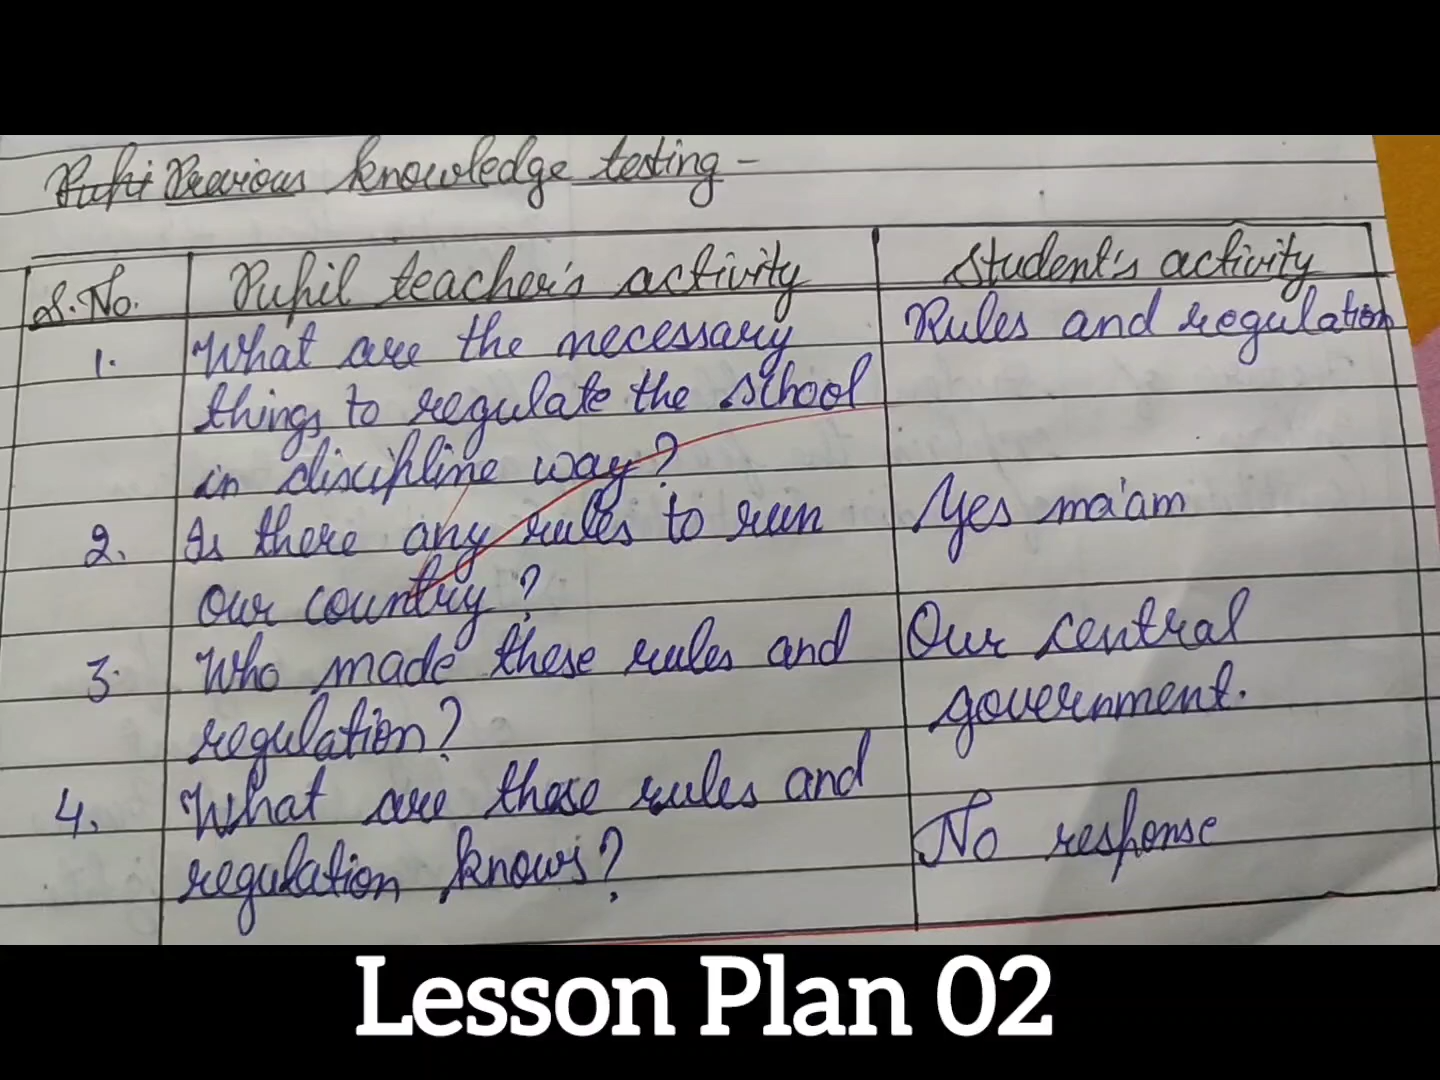 Pupi Previous knowledge testing -
S.No. Pupil teacher's activity Student's activity
1. What are the necessary Rules and regulation
things to regulate the school
in discipline way?
2. Is there any rules to run Yes ma'am
our country?
3. Who made these rules and Our central
regulation? government.
4. What are these rules and No response
regulation knows?
Lesson Plan 02